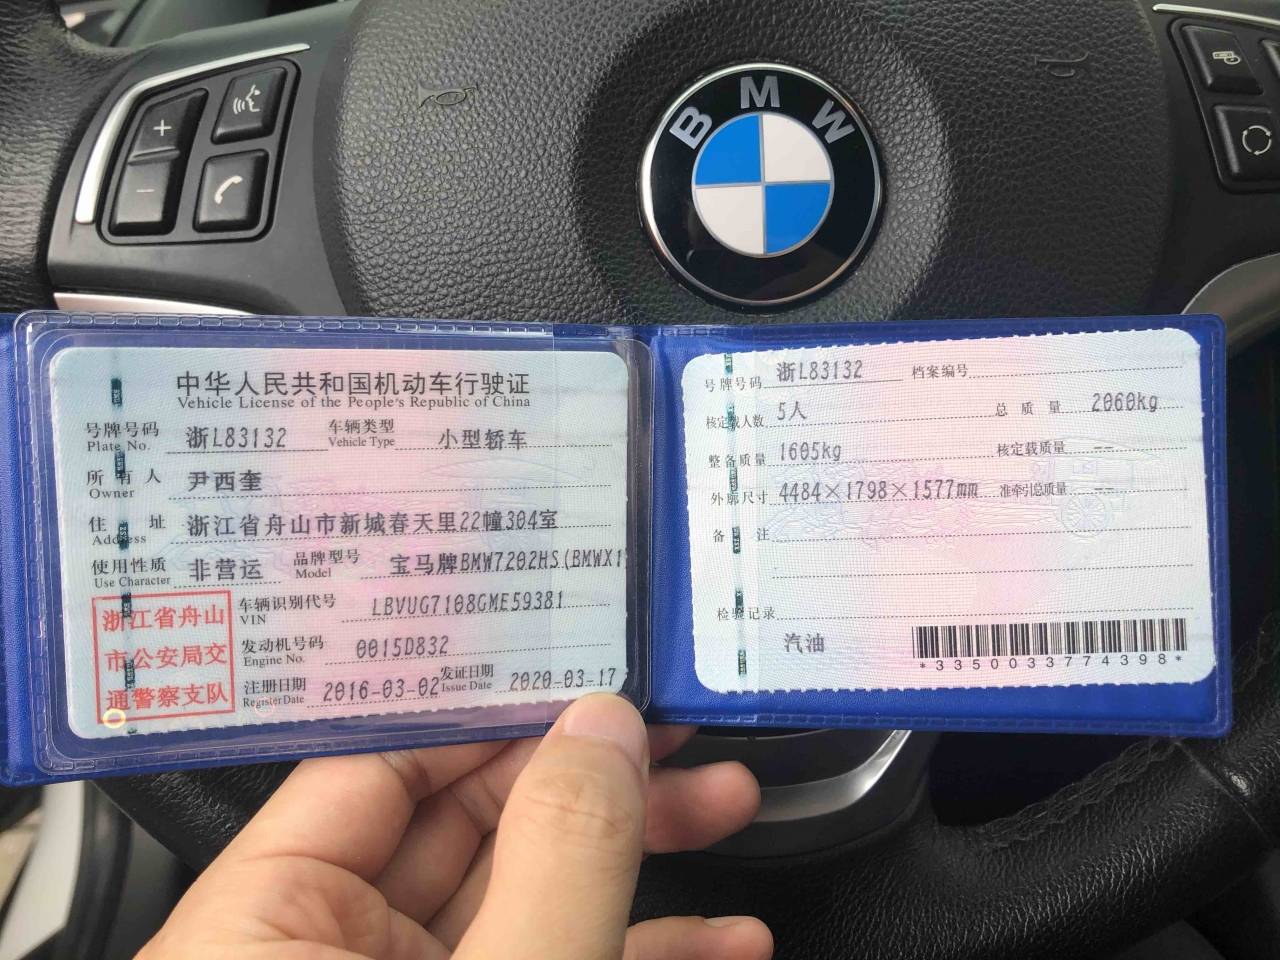 BMW
中华人民共和国机动车行驶证
Vehicle License of the People's Republic of China
号牌号码 浙L83132 车辆类型 小型轿车
Plate No. Vehicle Type
所有人 尹西奎
Owner
住址 浙江省舟山市新城春天里22幢304室
Address
使用性质 非营运 品牌型号 宝马牌BMW7202HS(BMWX1
Use Character Model
浙江省舟山
市公安局交
通警察支队
车辆识别代号 LBVUG7108GME59381
VIN
发动机号码 0015D832
Engine No.
注册日期 2016-03-02 发证日期 2020-03-17
Register Date Issue Date
号牌号码 浙L83132 档案编号
核定载人数 5人 总质量 2060kg
整备质量 1605kg 核定载质量 --
外廓尺寸 4484×1798×1577mm 准牵引总质量 --
备注
检验记录
汽油
*3350033774398*